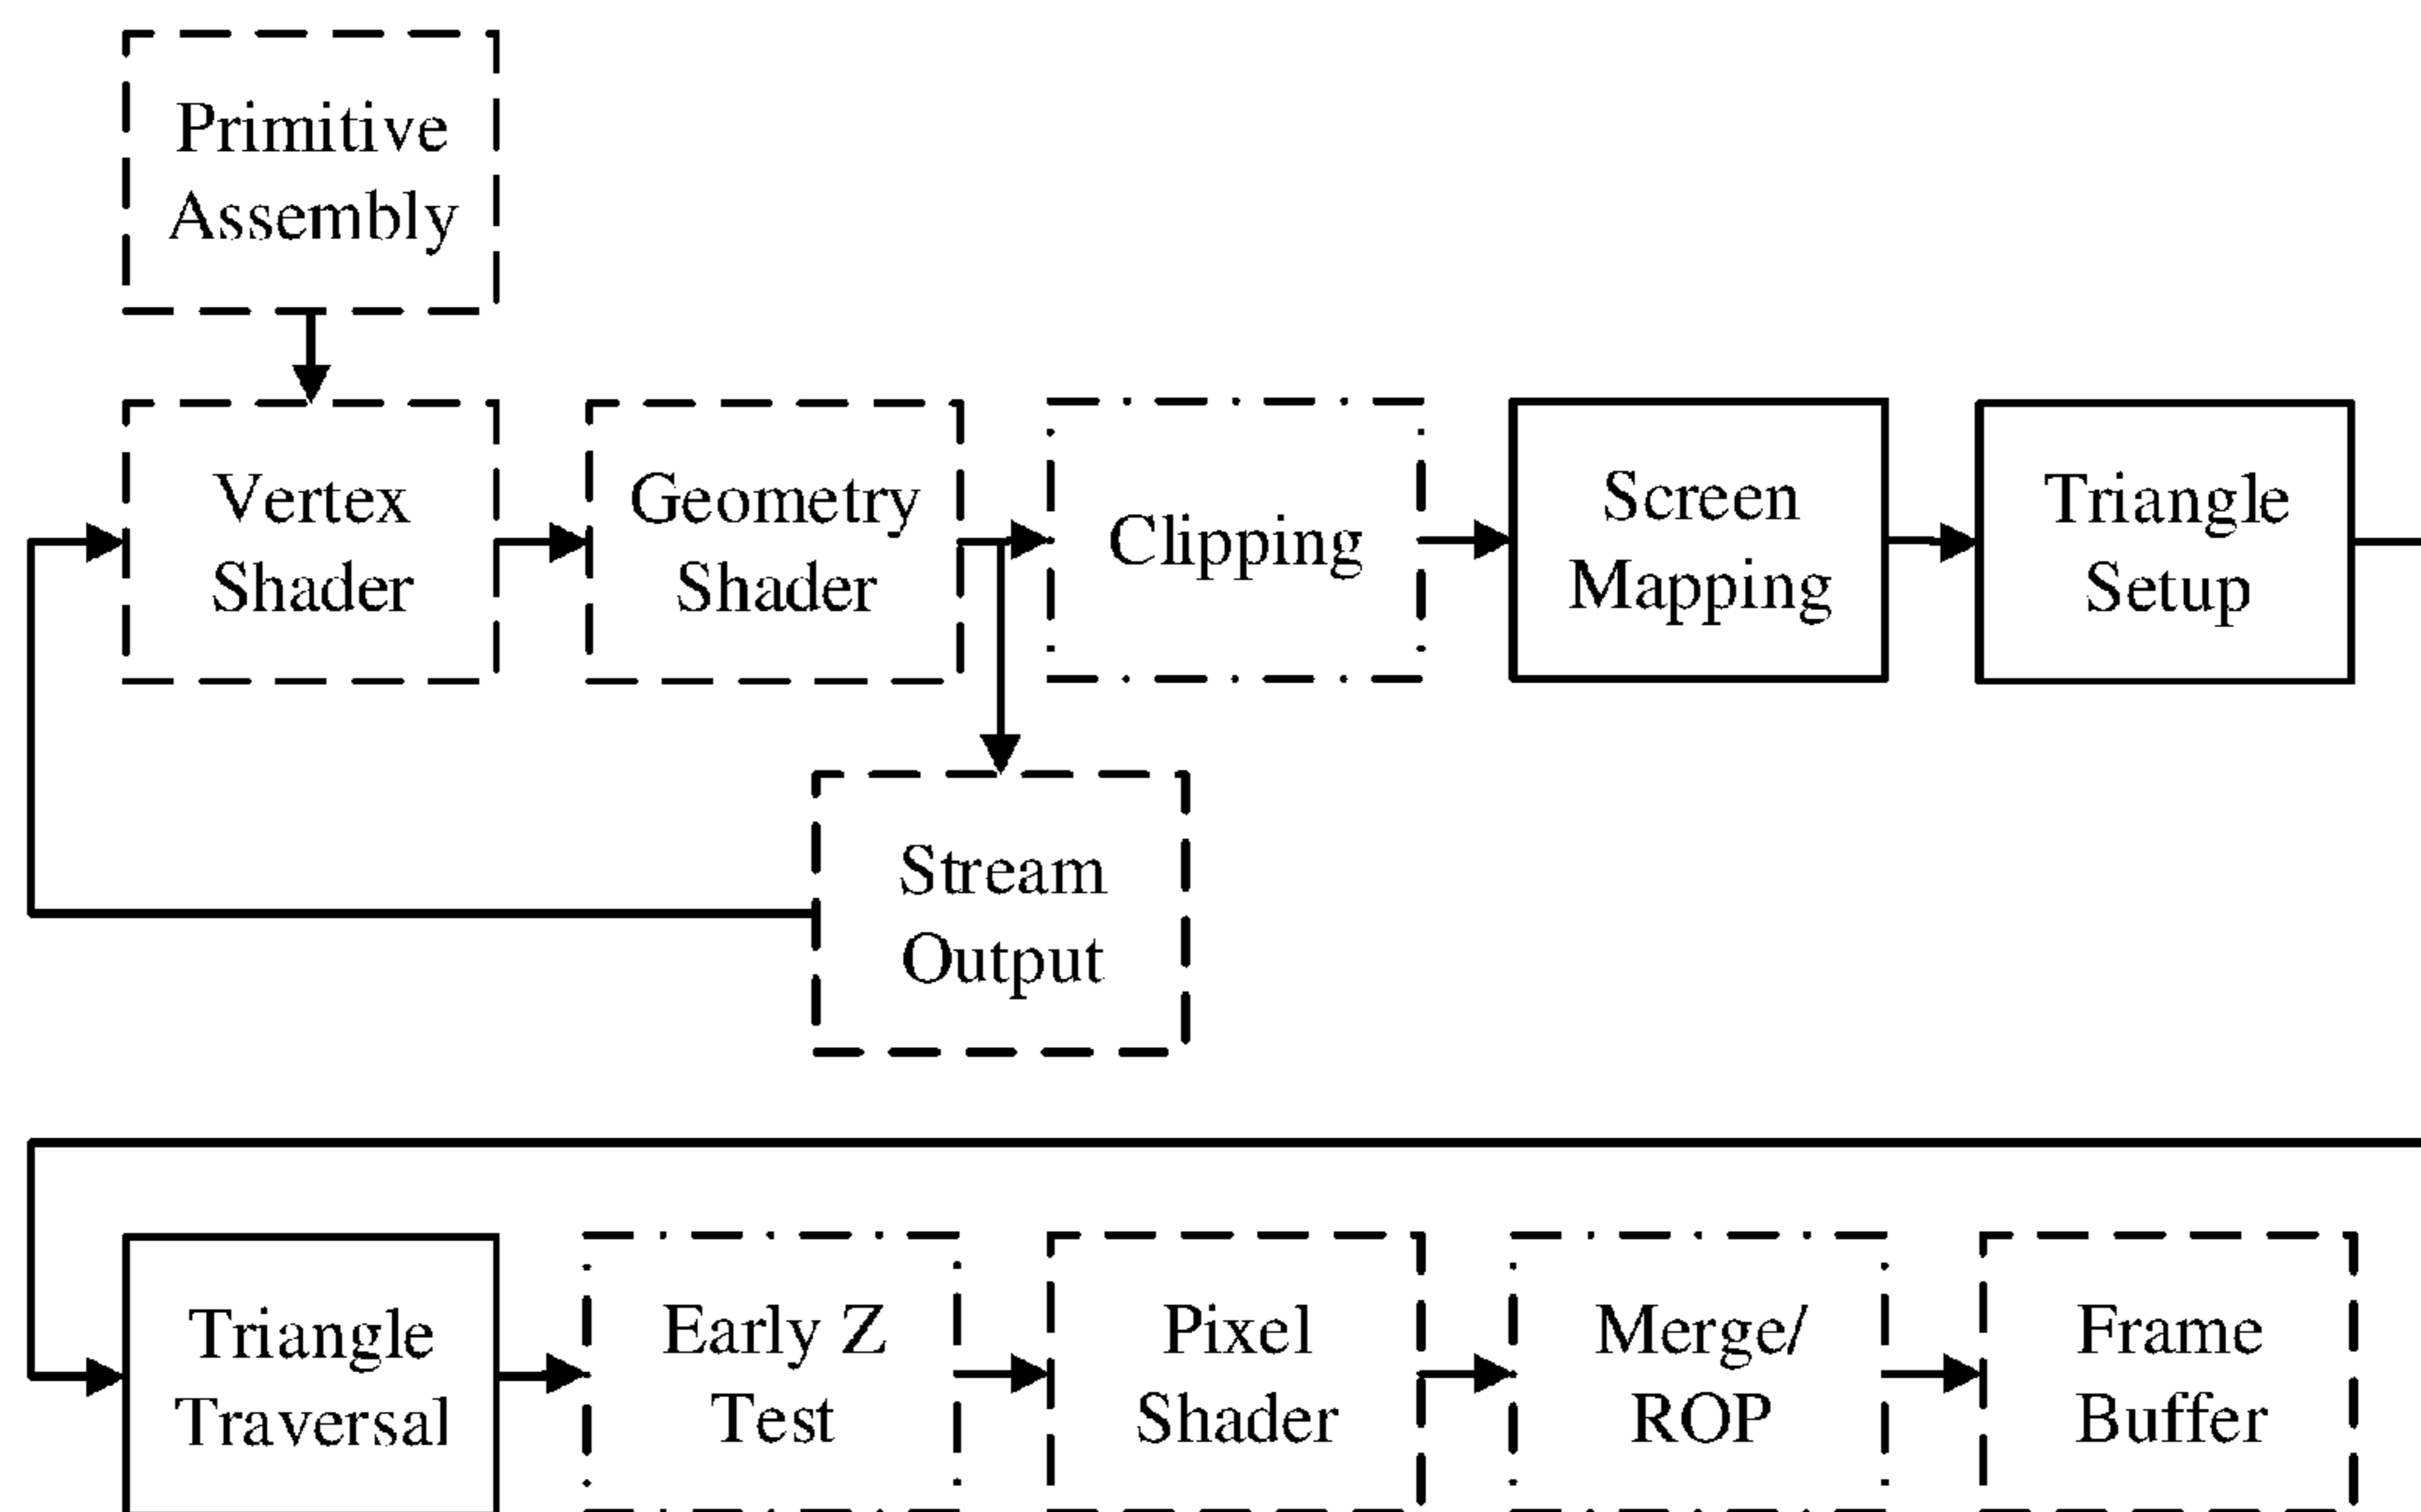 Primitive
Assembly
Vertex
Shader
Geometry
Shader
Clipping
Screen
Mapping
Triangle
Setup
Stream
Output
Triangle
Traversal
Early Z
Test
Pixel
Shader
Merge/
ROP
Frame
Buffer